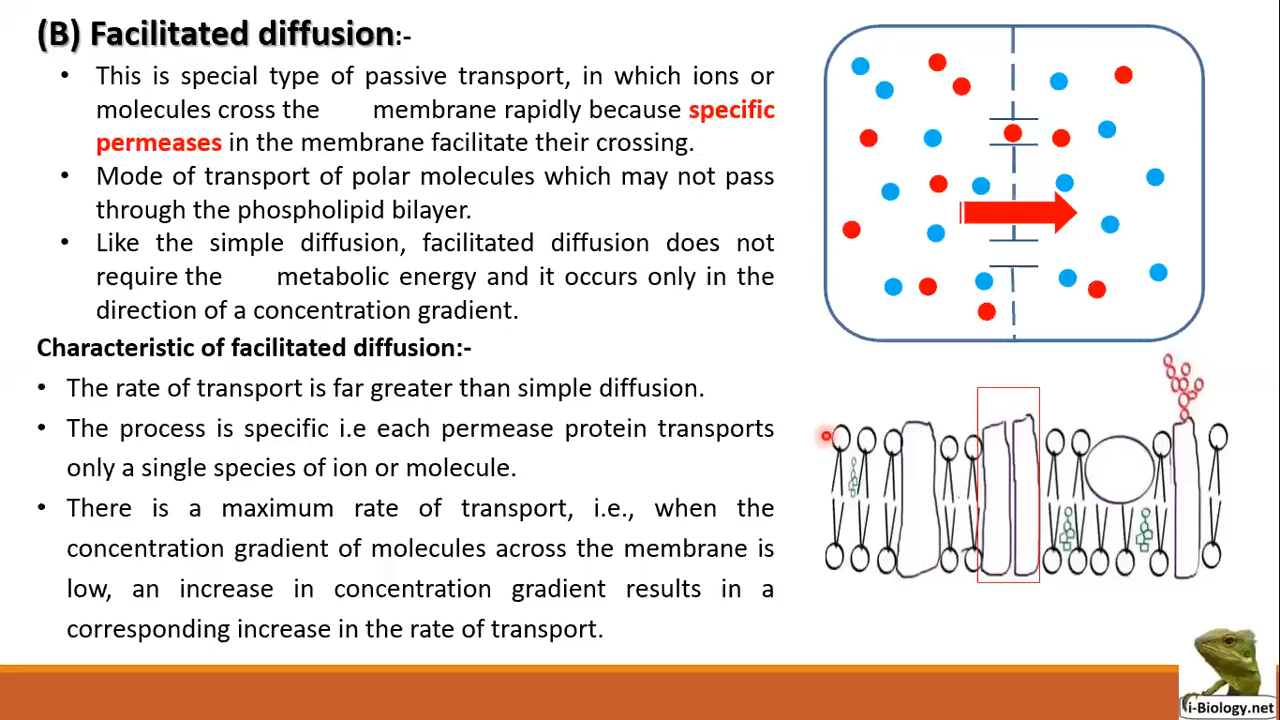 (B) Facilitated diffusion:-
• This is special type of passive transport, in which ions or
molecules cross the membrane rapidly because specific
permeases in the membrane facilitate their crossing.
• Mode of transport of polar molecules which may not pass
through the phospholipid bilayer.
• Like the simple diffusion, facilitated diffusion does not
require the metabolic energy and it occurs only in the
direction of a concentration gradient.
Characteristic of facilitated diffusion:-
• The rate of transport is far greater than simple diffusion.
• The process is specific i.e each permease protein transports
only a single species of ion or molecule.
• There is a maximum rate of transport, i.e., when the
concentration gradient of molecules across the membrane is
low, an increase in concentration gradient results in a
corresponding increase in the rate of transport.
i-Biology.net